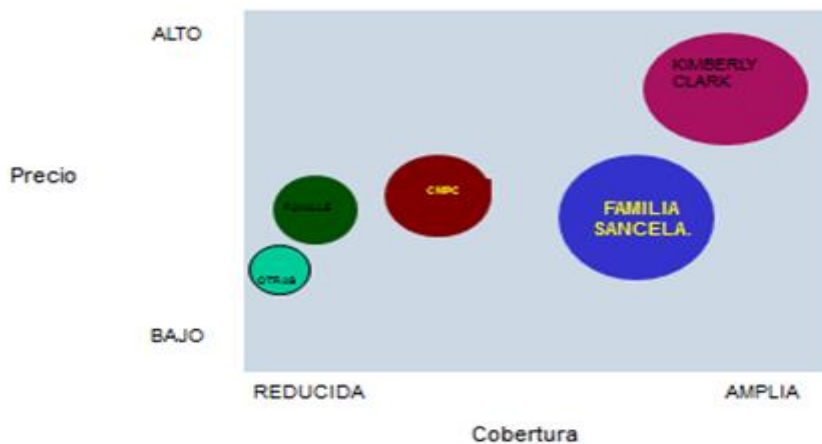 ALTO
KIMBERLY
CLARK
Precio
CMPC
FAMILIA
SANCELA.
OTRAS
BAJO
REDUCIDA
AMPLIA
Cobertura